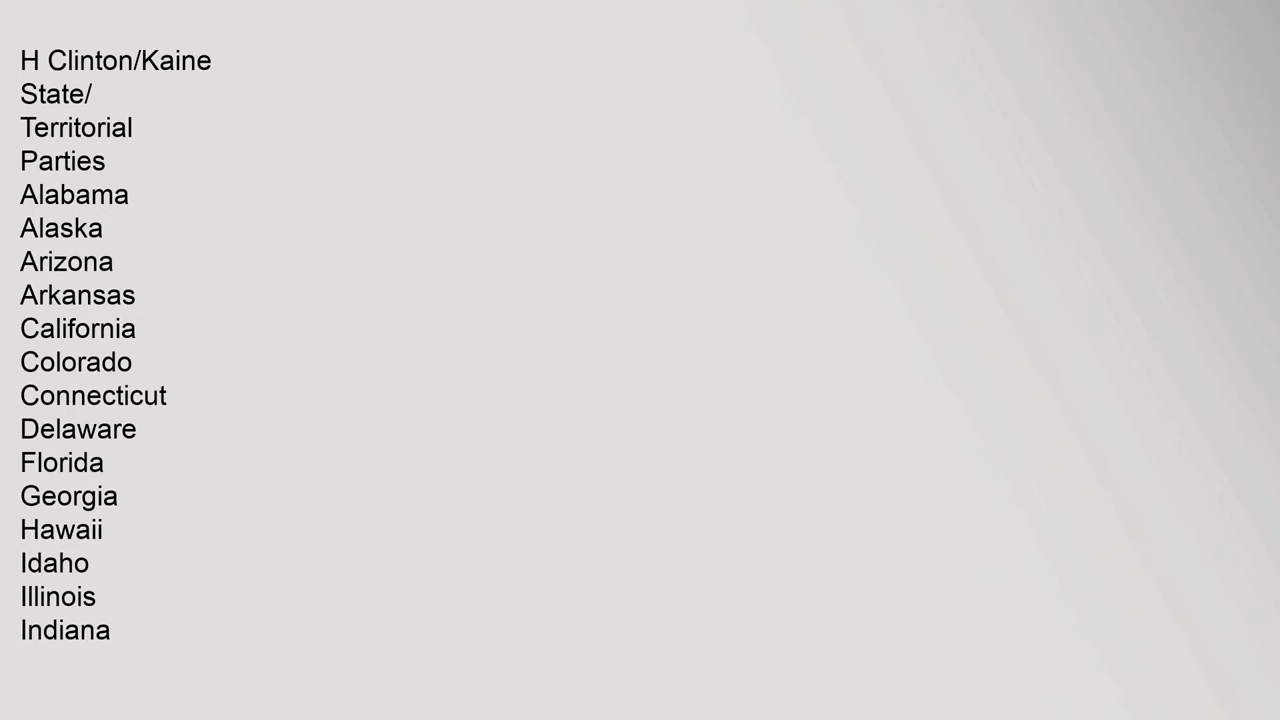 H Clinton/Kaine
State/
Territorial
Parties
Alabama
Alaska
Arizona
Arkansas
California
Colorado
Connecticut
Delaware
Florida
Georgia
Hawaii
Idaho
Illinois
Indiana